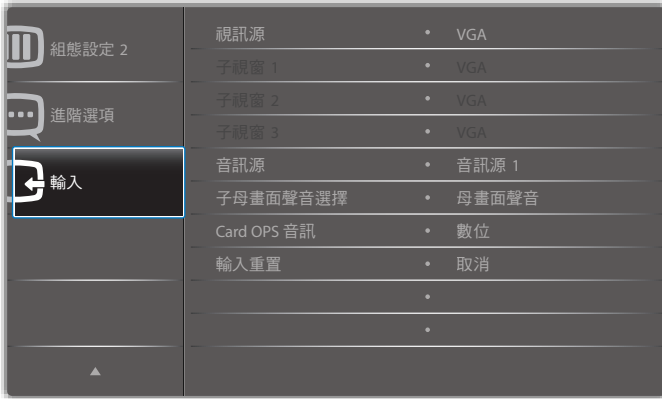 組態設定 2
進階選項
輸入
視訊源 • VGA
子視窗 1 • VGA
子視窗 2 • VGA
子視窗 3 • VGA
音訊源 • 音訊源 1
子母畫面聲音選擇 • 母畫面聲音
Card OPS 音訊 • 數位
輸入重置 • 取消
•
•